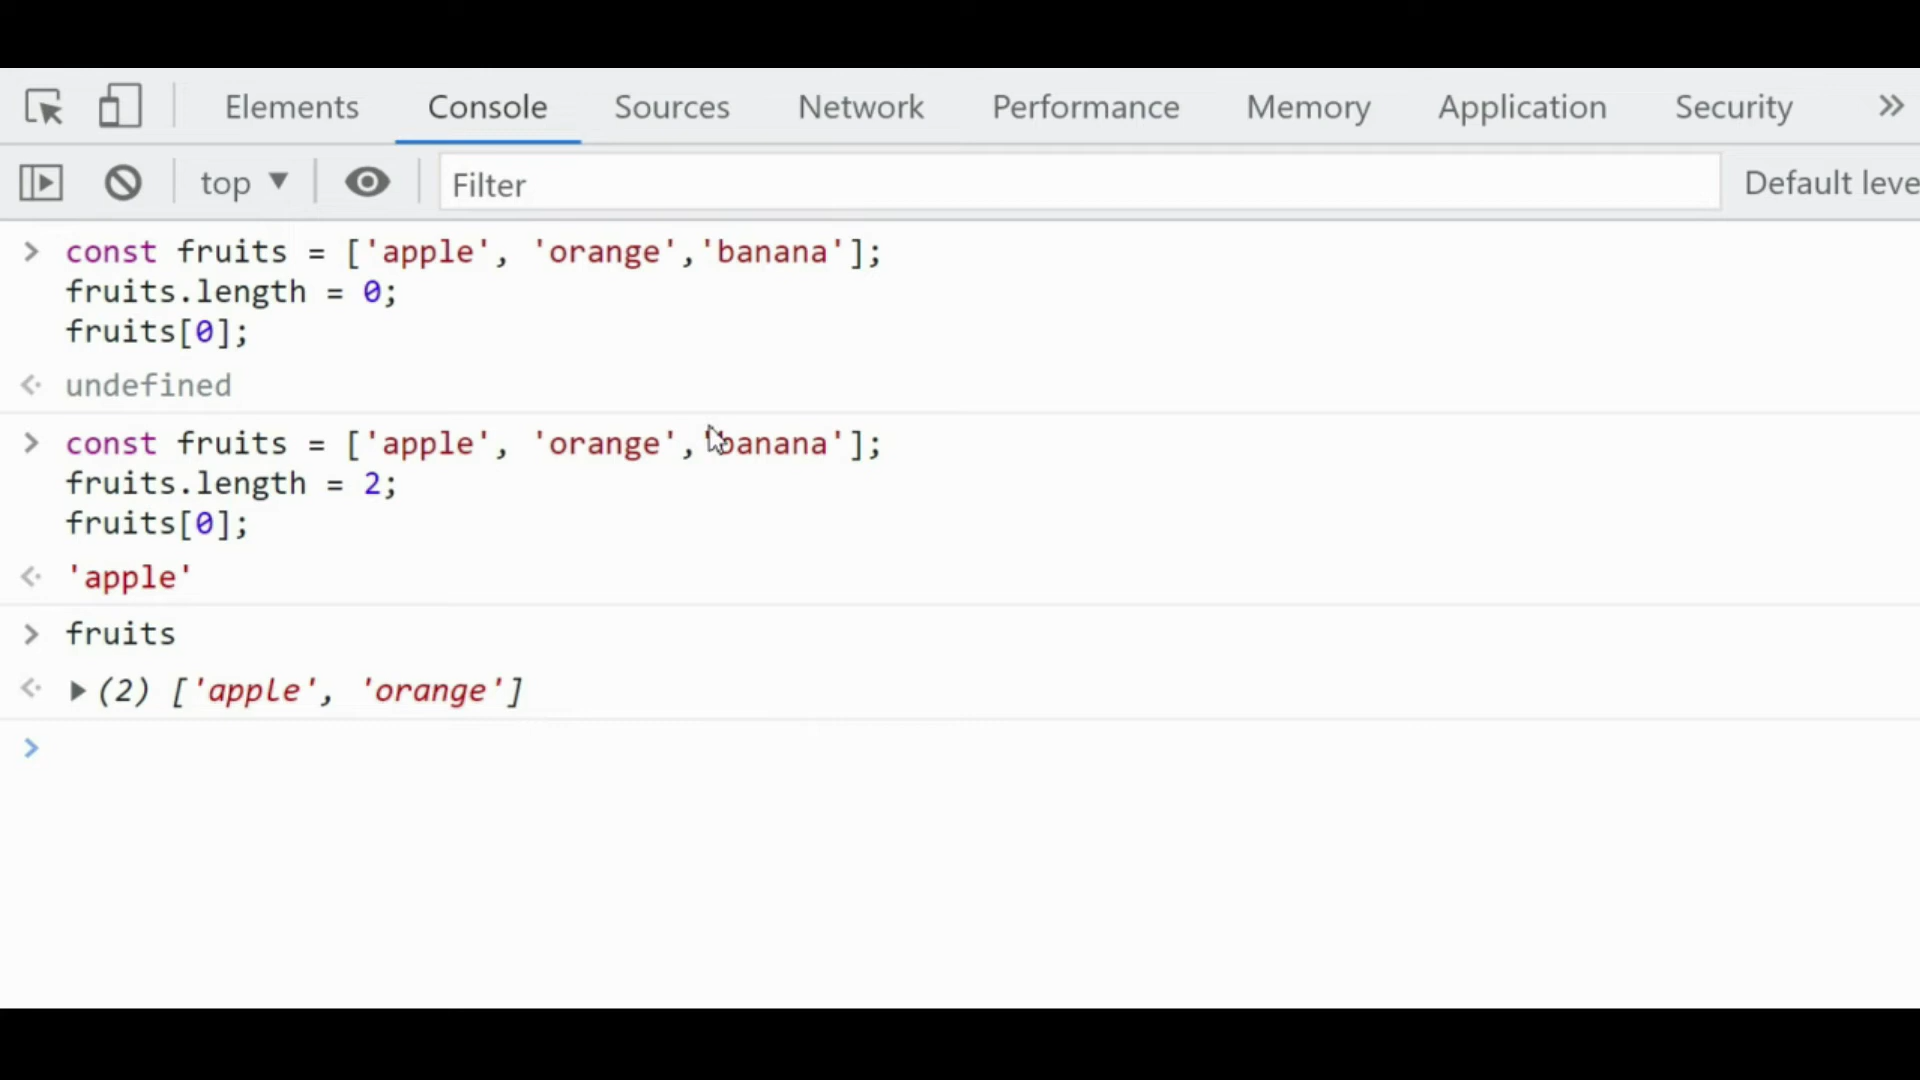 Elements Console Sources Network Performance Memory Application Security
top Filter Default leve
const fruits = ['apple', 'orange','banana'];
fruits.length = 0;
fruits[0];
undefined
const fruits = ['apple', 'orange','banana'];
fruits.length = 2;
fruits[0];
'apple'
fruits
(2) ['apple', 'orange']